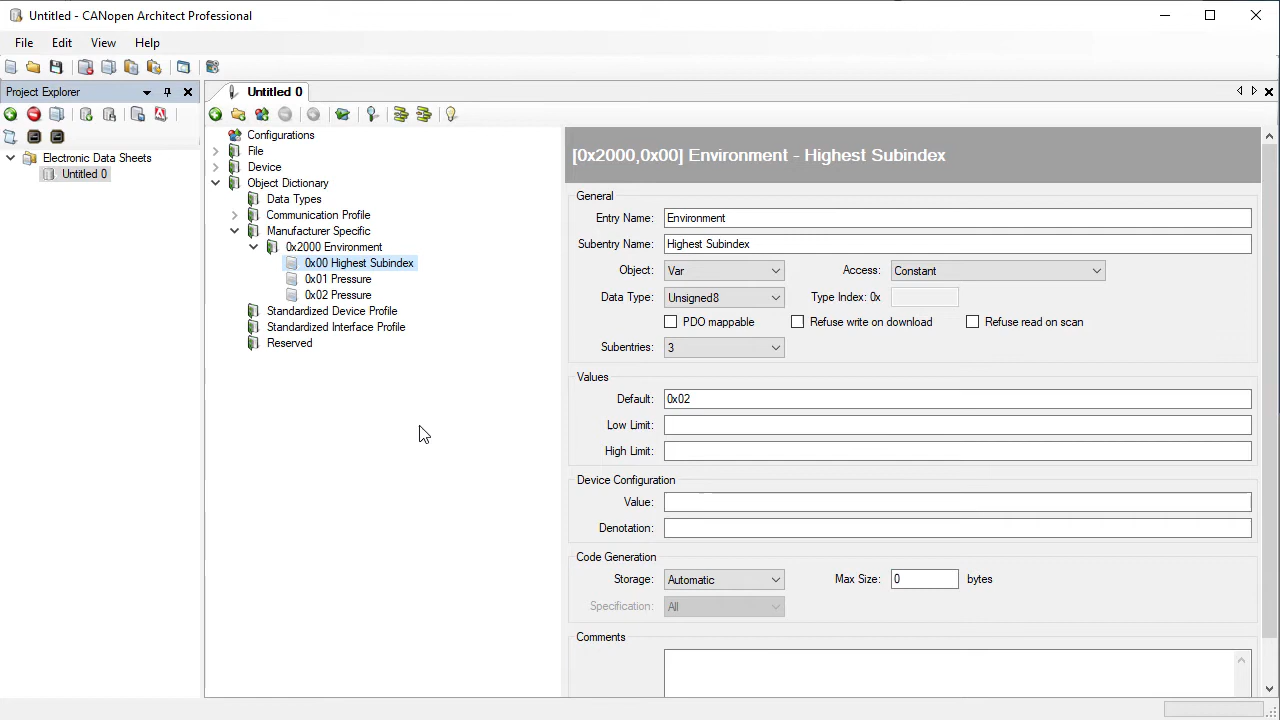 Untitled - CANopen Architect Professional
File Edit View Help
Project Explorer
Untitled 0
Electronic Data Sheets
Untitled 0
Configurations
File
Device
Object Dictionary
Data Types
Communication Profile
Manufacturer Specific
0x2000 Environment
0x00 Highest Subindex
0x01 Pressure
0x02 Pressure
Standardized Device Profile
Standardized Interface Profile
Reserved
[0x2000,0x00] Environment - Highest Subindex
General
Entry Name: Environment
Subentry Name: Highest Subindex
Object: Var Access: Constant
Data Type: Unsigned8 Type Index: 0x
PDO mappable Refuse write on download Refuse read on scan
Subentries: 3
Values
Default: 0x02
Low Limit:
High Limit:
Device Configuration
Value:
Denotation:
Code Generation
Storage: Automatic Max Size: 0 bytes
Specification: All
Comments